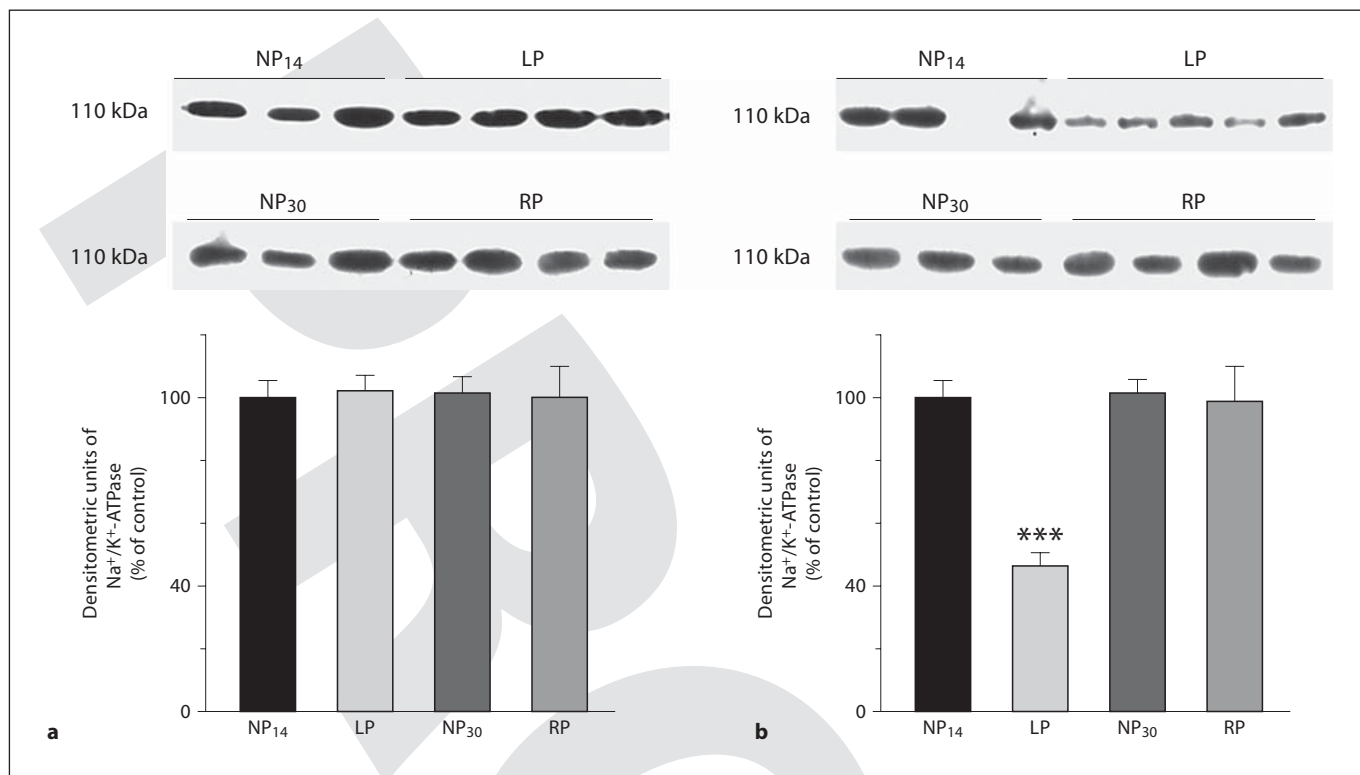 NP₁₄ LP
110 kDa
NP₃₀ RP
110 kDa
Densitometric units of
Na⁺/K⁺-ATPase
(% of control)
100
40
0
NP₁₄ LP NP₃₀ RP
a
NP₁₄ LP
110 kDa
NP₃₀ RP
110 kDa
Densitometric units of
Na⁺/K⁺-ATPase
(% of control)
100
40
0
***
NP₁₄ LP NP₃₀ RP
b